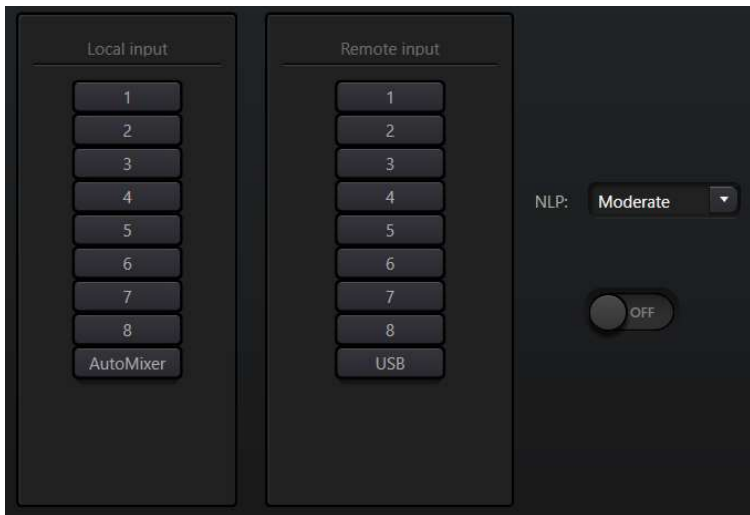 Local input
1
2
3
4
5
6
7
8
AutoMixer
Remote input
1
2
3
4
5
6
7
8
USB
NLP: Moderate
OFF